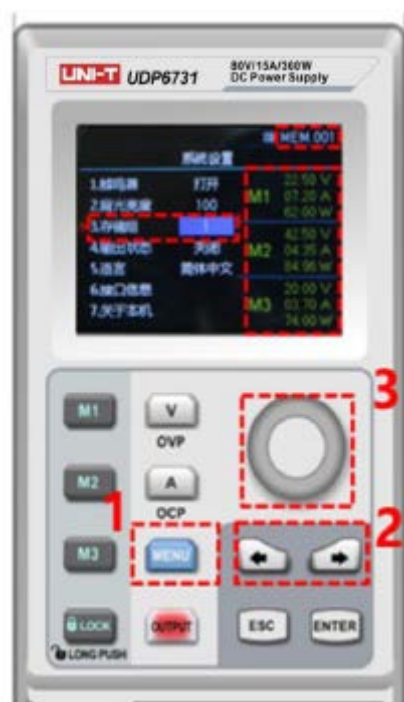 UNI-T UDP6731 80V/15A/360W
DC Power Supply
MEM 001
系统设置
1.蜂鸣器 打开
2.背光亮度 100
3.存储组 1
4.输出状态 关闭
5.语言 简体中文
6.接口信息
7.关于本机
M1 22.50 V
07.20 A
62.00 W
M2 42.50 V
04.35 A
84.95 W
M3 20.00 V
03.70 A
74.00 W
3
M1 V
OVP
M2 A
OCP
1
2
M3 MENU
LOCK OUTPUT ESC ENTER
LONG PUSH